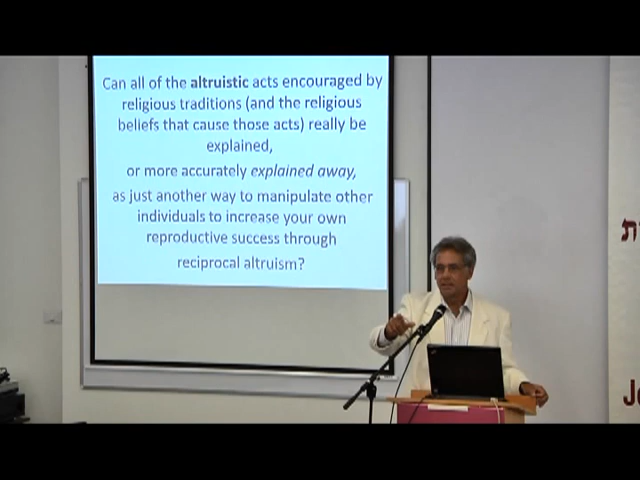 Can all of the altruistic acts encouraged by
religious traditions (and the religious
beliefs that cause those acts) really be
explained,
or more accurately explained away,
as just another way to manipulate other
individuals to increase your own
reproductive success through
reciprocal altruism?